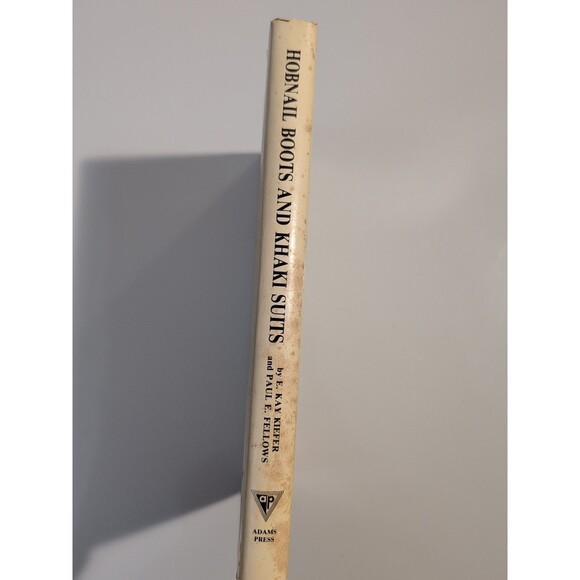 HOBNAIL BOOTS AND KHAKI SUITS
by E. KAY KIEFER
and PAUL E. FELLOWS
ap
ADAMS
PRESS